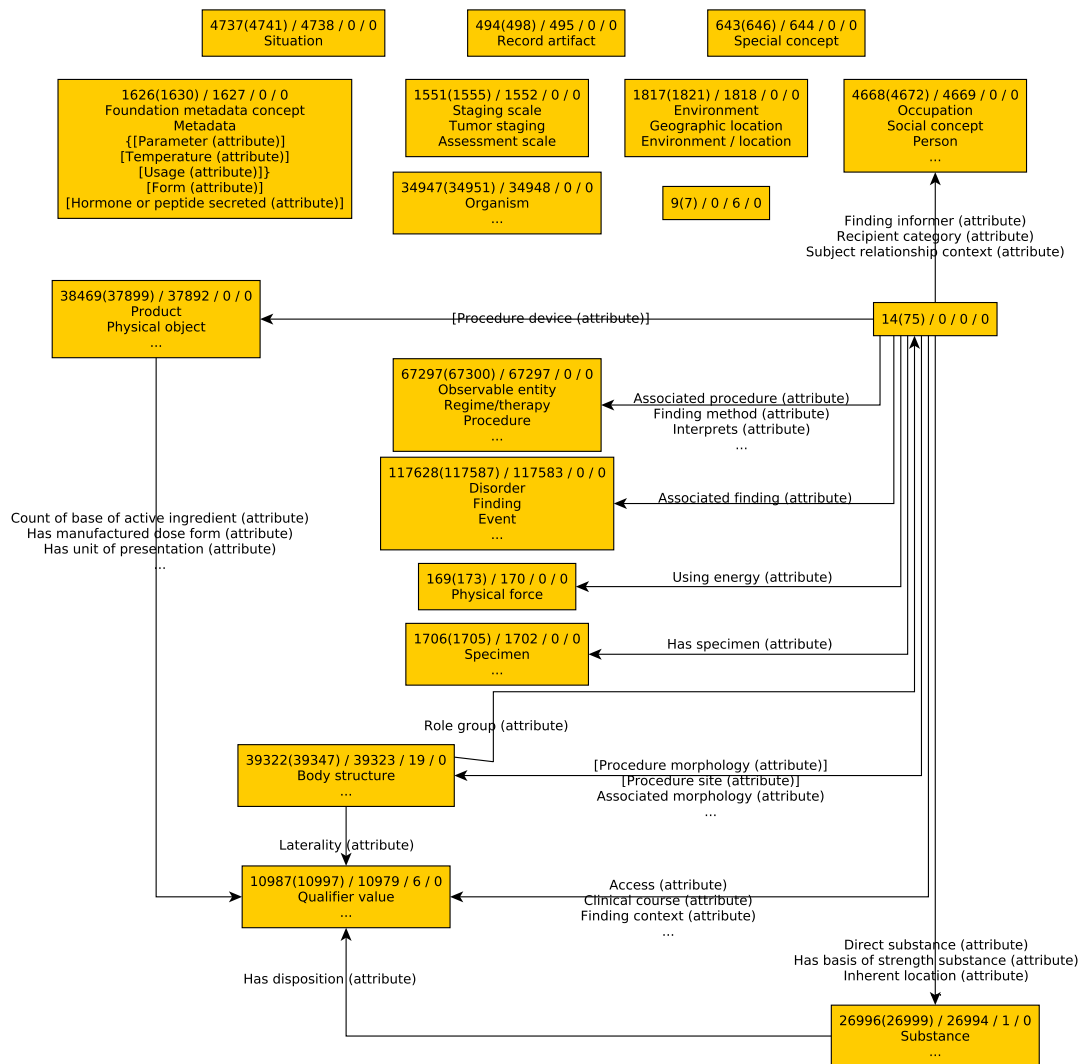 4737(4741) / 4738 / 0 / 0
Situation
494(498) / 495 / 0 / 0
Record artifact
643(646) / 644 / 0 / 0
Special concept
1626(1630) / 1627 / 0 / 0
Foundation metadata concept
Metadata
{[Parameter (attribute)]
[Temperature (attribute)]
[Usage (attribute)]}
[Form (attribute)]
[Hormone or peptide secreted (attribute)]
1551(1555) / 1552 / 0 / 0
Staging scale
Tumor staging
Assessment scale
1817(1821) / 1818 / 0 / 0
Environment
Geographic location
Environment / location
4668(4672) / 4669 / 0 / 0
Occupation
Social concept
Person
...
34947(34951) / 34948 / 0 / 0
Organism
...
9(7) / 0 / 6 / 0
Finding informer (attribute)
Recipient category (attribute)
Subject relationship context (attribute)
38469(37899) / 37892 / 0 / 0
Product
Physical object
...
[Procedure device (attribute)]
14(75) / 0 / 0 / 0
67297(67300) / 67297 / 0 / 0
Observable entity
Regime/therapy
Procedure
...
Associated procedure (attribute)
Finding method (attribute)
Interprets (attribute)
...
117628(117587) / 117583 / 0 / 0
Disorder
Finding
Event
...
Associated finding (attribute)
Count of base of active ingredient (attribute)
Has manufactured dose form (attribute)
Has unit of presentation (attribute)
...
169(173) / 170 / 0 / 0
Physical force
Using energy (attribute)
1706(1705) / 1702 / 0 / 0
Specimen
...
Has specimen (attribute)
Role group (attribute)
39322(39347) / 39323 / 19 / 0
Body structure
...
[Procedure morphology (attribute)]
[Procedure site (attribute)]
Associated morphology (attribute)
...
Laterality (attribute)
10987(10997) / 10979 / 6 / 0
Qualifier value
...
Access (attribute)
Clinical course (attribute)
Finding context (attribute)
...
Direct substance (attribute)
Has basis of strength substance (attribute)
Inherent location (attribute)
...
Has disposition (attribute)
26996(26999) / 26994 / 1 / 0
Substance
...